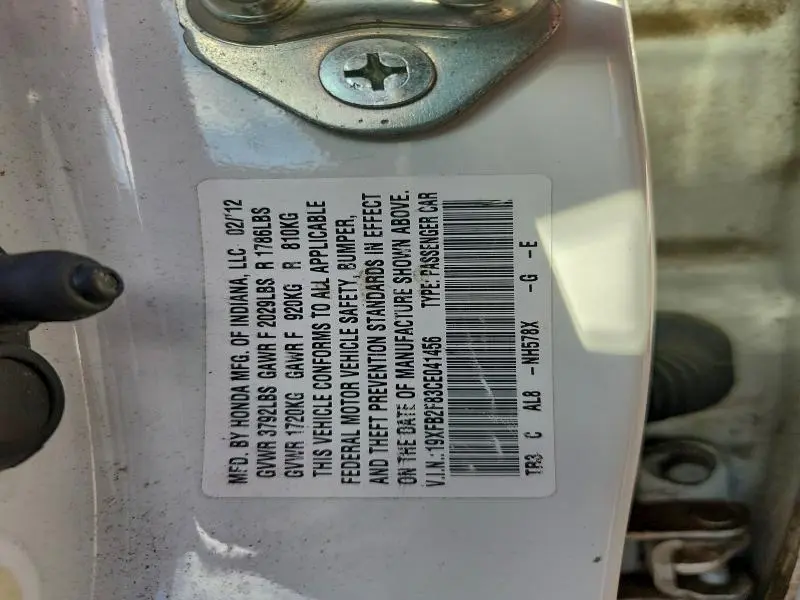 MFD. BY HONDA MFG. OF INDIANA, LLC 02/12
GVWR 3792LBS GAWR F 2029LBS R 1786LBS
GVWR 1720KG GAWR F 920KG R 810KG
THIS VEHICLE CONFORMS TO ALL APPLICABLE
FEDERAL MOTOR VEHICLE SAFETY, BUMPER,
AND THEFT PREVENTION STANDARDS IN EFFECT
ON THE DATE OF MANUFACTURE SHOWN ABOVE.
V.I.N.:19XFB2F83CE041456 TYPE: PASSENGER CAR
TR3 C AL8 -NH578X -G -E